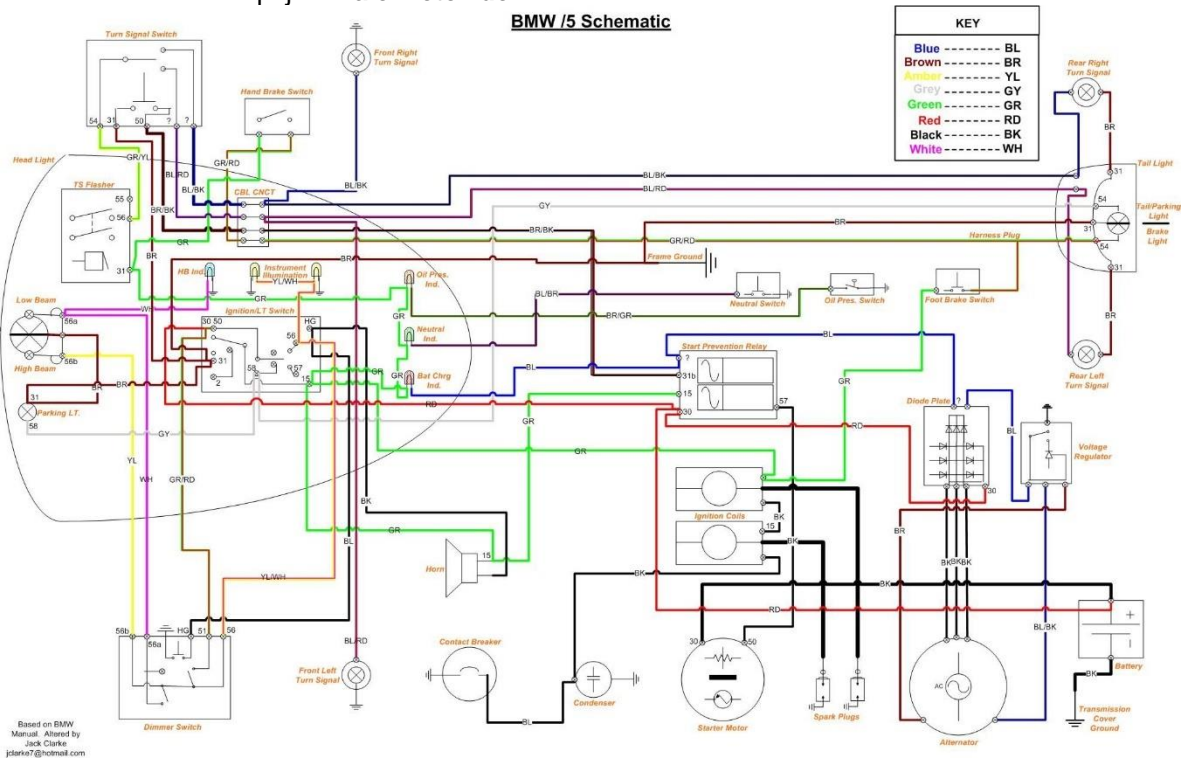 BMW /5 Schematic
KEY
Blue --------- BL
Brown -------- BR
Amber -------- YL
Grey --------- GY
Green -------- GR
Red --------- RD
Black -------- BK
White ------- WH
Turn Signal Switch
54
31
50
?
?
Front Right
Turn Signal
Hand Brake Switch
Rear Right
Turn Signal
BR
Head Light
GR/YL
GR/RD
BL/RD
BL/BK
BL/BK
TS Flasher
55
56
31
CBL CNCT
BR/BK
BR
GR
BL/BK
BL/RD
GY
BR
BR/BK
GR/RD
Harness Plug
Tail Light
31
54
31
54
31
Tail/Parking
Light
Brake
Light
BR
Frame Ground
HB Ind.
Instrument
Illumination
YL/WH
Oil Pres.
Ind.
GR
BL/BR
Neutral Switch
Oil Pres. Switch
Foot Brake Switch
BR/GR
Low Beam
56a
WH
Ignition/LT Switch
30
50
HG
56
31
58
57
2
15
GR
Neutral
Ind.
GR
GR
Bat Chrg
Ind.
BL
RD
56b
High Beam
BR
BR
31
Parking LT.
58
GY
BL
Start Prevention Relay
?
31b
15
30
57
GR
GR
RD
BR
Rear Left
Turn Signal
Diode Plate
?
30
BL
Voltage
Regulator
YL
WH
GR/RD
GR
BK
Ignition Coils
BK
15
BK
BR
GR
BL
Horn
15
YL/WH
BK
BK
RD
BK
BK
BK
BL/BK
56b
56a
HG
51
56
Dimmer Switch
BL/RD
Front Left
Turn Signal
Contact Breaker
BL
Condenser
30
50
Starter Motor
Spark Plugs
AC
Alternator
Battery
BK
Transmission
Cover
Ground
Based on BMW
Manual. Altered by
Jack Clarke
jclarke7@hotmail.com